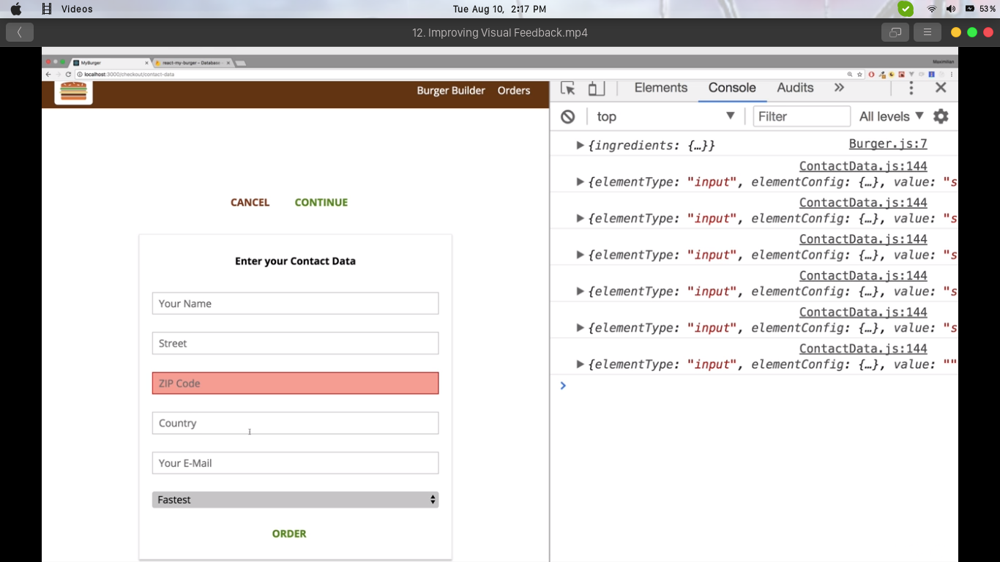 Videos
Tue Aug 10, 2:17 PM
53%
12. Improving Visual Feedback.mp4
MyBurger
react-my-burger – Database
Maximilian
localhost:3000/checkout/contact-data
Burger Builder Orders
Elements Console Audits
top
Filter
All levels
{ingredients: {…}}
Burger.js:7
ContactData.js:144
{elementType: "input", elementConfig: {…}, value: "s
ContactData.js:144
{elementType: "input", elementConfig: {…}, value: "s
ContactData.js:144
{elementType: "input", elementConfig: {…}, value: "s
ContactData.js:144
{elementType: "input", elementConfig: {…}, value: "s
ContactData.js:144
{elementType: "input", elementConfig: {…}, value: "s
ContactData.js:144
{elementType: "input", elementConfig: {…}, value: ""
CANCEL CONTINUE
Enter your Contact Data
Your Name
Street
ZIP Code
Country
Your E-Mail
Fastest
ORDER